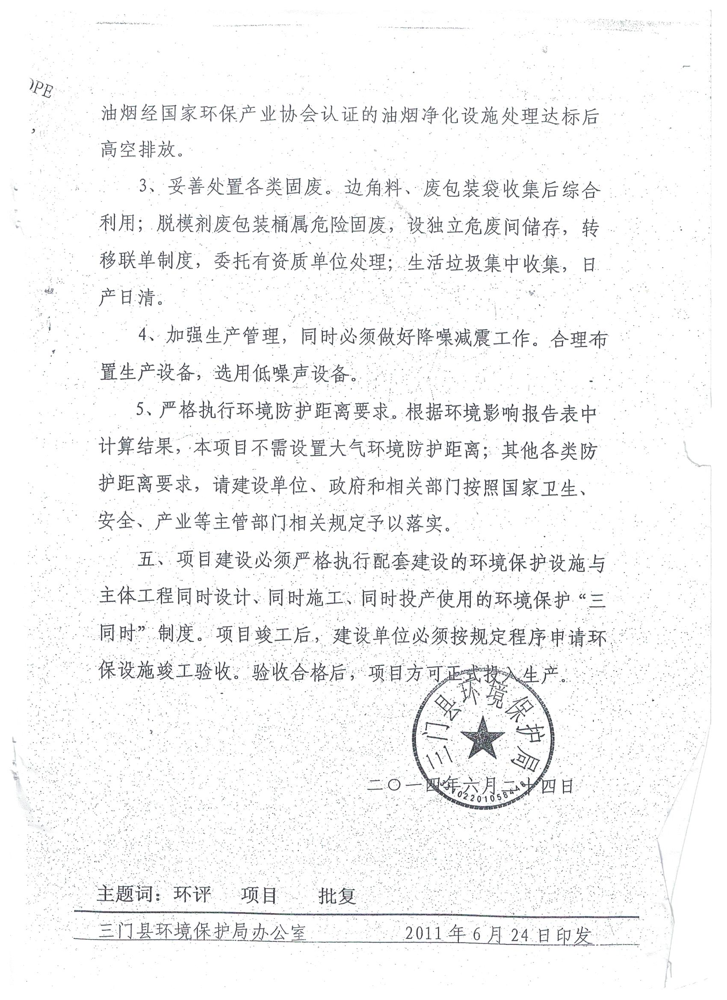 OPE
,
油烟经国家环保产业协会认证的油烟净化设施处理达标后
高空排放。
3、妥善处置各类固废。边角料、废包装袋收集后综合
利用；脱模剂废包装桶属危险固废，设独立危废间储存，转
移联单制度，委托有资质单位处理；生活垃圾集中收集，日
产日清。
4、加强生产管理，同时必须做好降噪减震工作。合理布
置生产设备，选用低噪声设备。
5、严格执行环境防护距离要求。根据环境影响报告表中
计算结果，本项目不需设置大气环境防护距离；其他各类防
护距离要求，请建设单位、政府和相关部门按照国家卫生、
安全、产业等主管部门相关规定予以落实。
五、项目建设必须严格执行配套建设的环境保护设施与
主体工程同时设计、同时施工、同时投产使用的环境保护“三
同时”制度。项目竣工后，建设单位必须按规定程序申请环
保设施竣工验收。验收合格后，项目方可正式投入生产。
三门县环境保护局
二〇一四年六月二十四日
主题词：环评 项目 批复
三门县环境保护局办公室 2011年6月24日印发